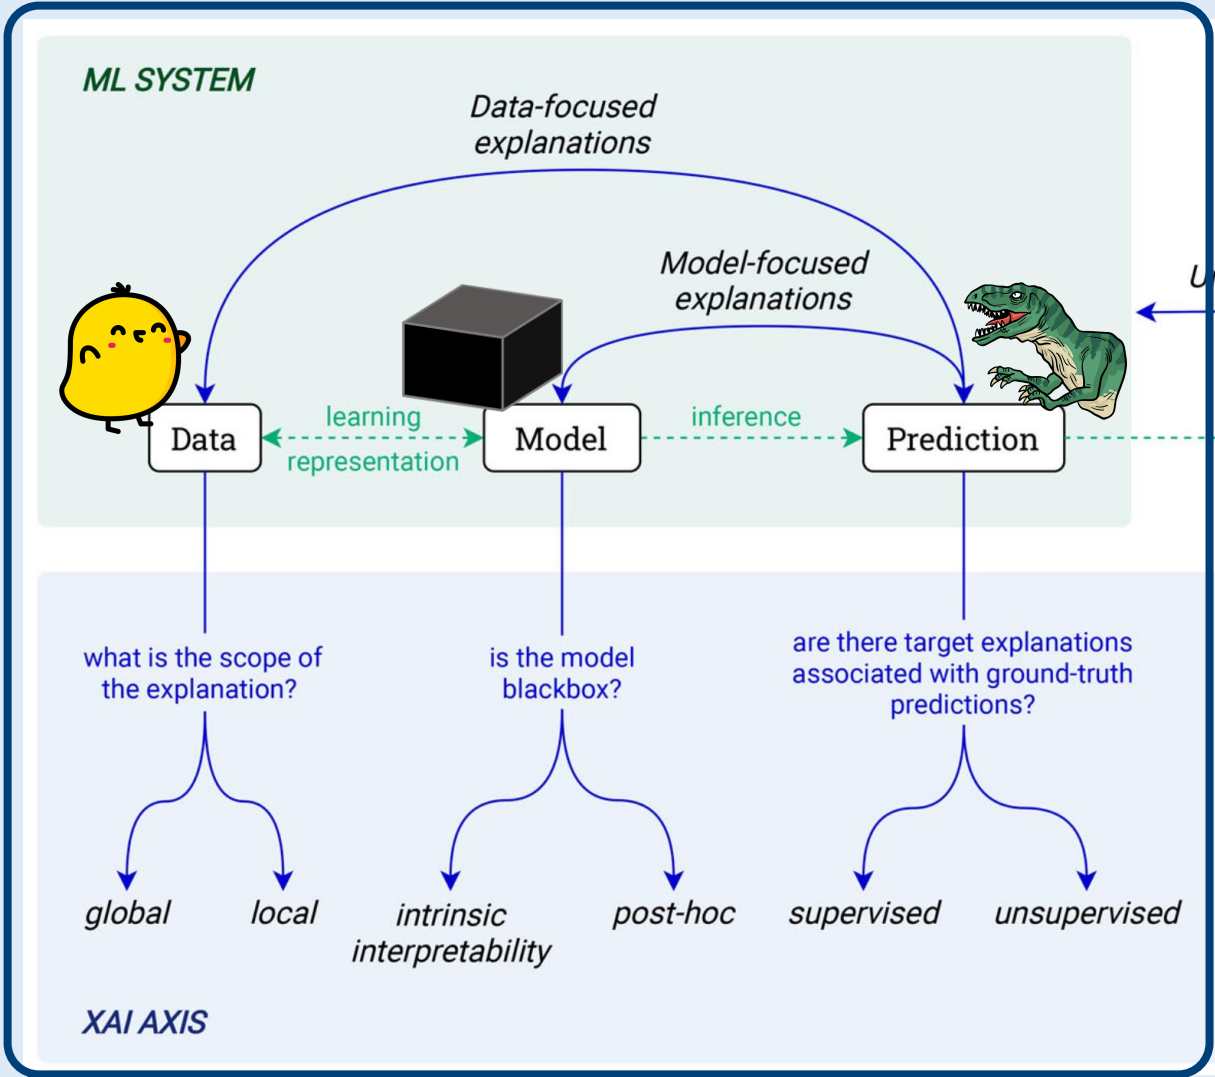 ML SYSTEM
Data-focused
explanations
Model-focused
explanations
Data
learning
representation
Model
inference
Prediction
what is the scope of
the explanation?
is the model
blackbox?
are there target explanations
associated with ground-truth
predictions?
global
local
intrinsic
interpretability
post-hoc
supervised
unsupervised
XAI AXIS